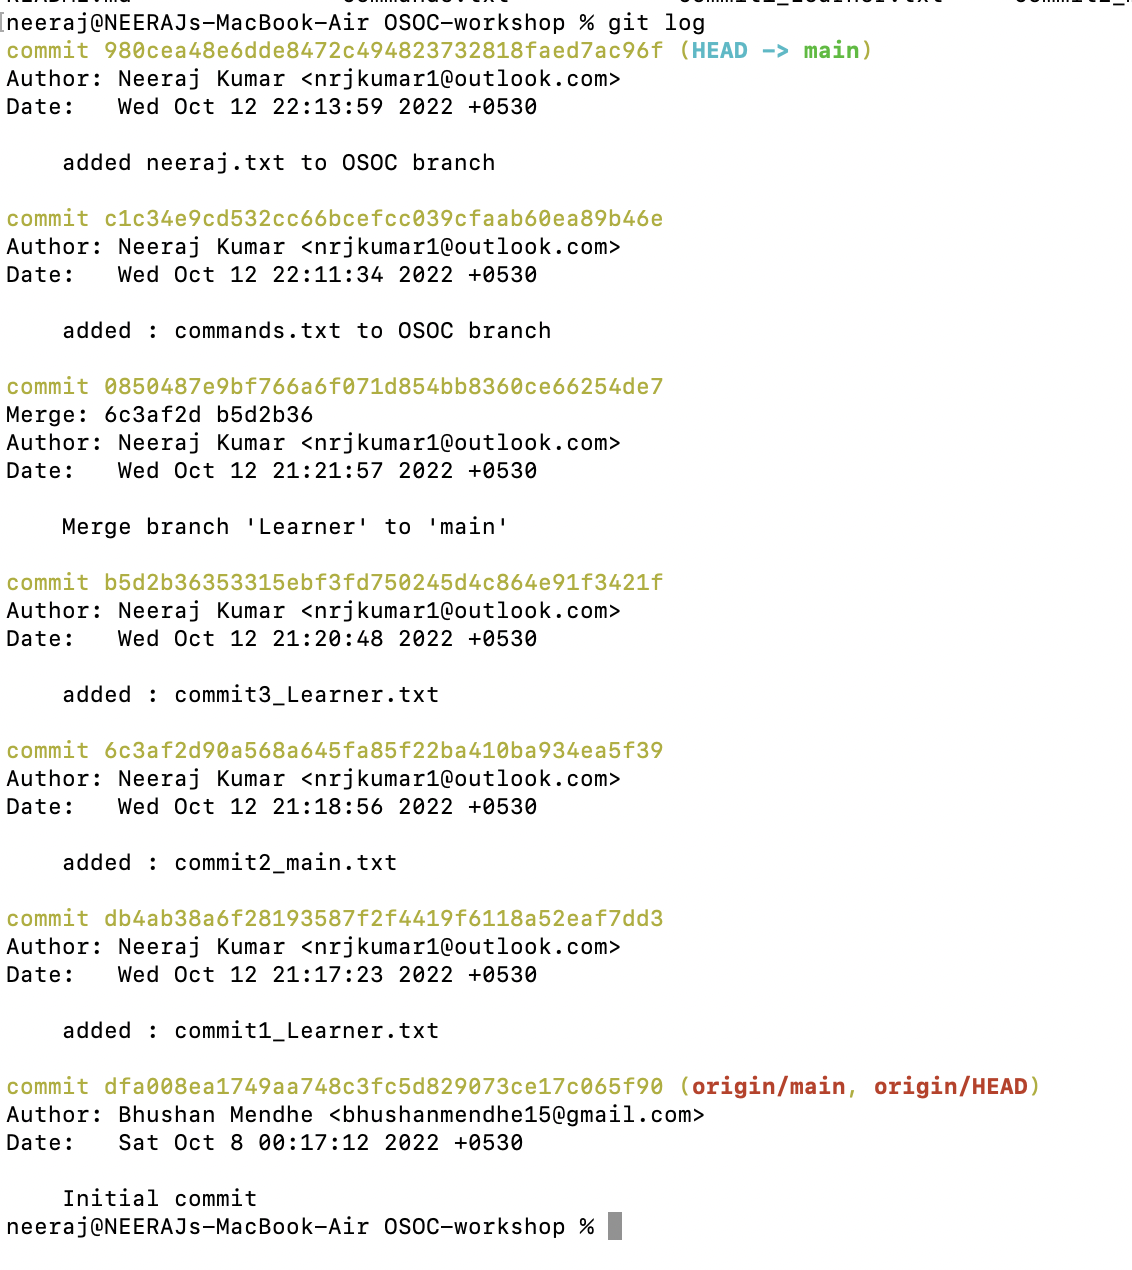 neeraj@NEERAJs-MacBook-Air OSOC-workshop % git log
commit 980cea48e6dde8472c494823732818faed7ac96f (HEAD -> main)
Author: Neeraj Kumar <nrjkumar1@outlook.com>
Date:   Wed Oct 12 22:13:59 2022 +0530
added neeraj.txt to OSOC branch
commit c1c34e9cd532cc66bcefcc039cfaab60ea89b46e
Author: Neeraj Kumar <nrjkumar1@outlook.com>
Date:   Wed Oct 12 22:11:34 2022 +0530
added : commands.txt to OSOC branch
commit 0850487e9bf766a6f071d854bb8360ce66254de7
Merge: 6c3af2d b5d2b36
Author: Neeraj Kumar <nrjkumar1@outlook.com>
Date:   Wed Oct 12 21:21:57 2022 +0530
Merge branch 'Learner' to 'main'
commit b5d2b36353315ebf3fd750245d4c864e91f3421f
Author: Neeraj Kumar <nrjkumar1@outlook.com>
Date:   Wed Oct 12 21:20:48 2022 +0530
added : commit3_Learner.txt
commit 6c3af2d90a568a645fa85f22ba410ba934ea5f39
Author: Neeraj Kumar <nrjkumar1@outlook.com>
Date:   Wed Oct 12 21:18:56 2022 +0530
added : commit2_main.txt
commit db4ab38a6f28193587f2f4419f6118a52eaf7dd3
Author: Neeraj Kumar <nrjkumar1@outlook.com>
Date:   Wed Oct 12 21:17:23 2022 +0530
added : commit1_Learner.txt
commit dfa008ea1749aa748c3fc5d829073ce17c065f90 (origin/main, origin/HEAD)
Author: Bhushan Mendhe <bhushanmendhe15@gmail.com>
Date:   Sat Oct 8 00:17:12 2022 +0530
Initial commit
neeraj@NEERAJs-MacBook-Air OSOC-workshop %